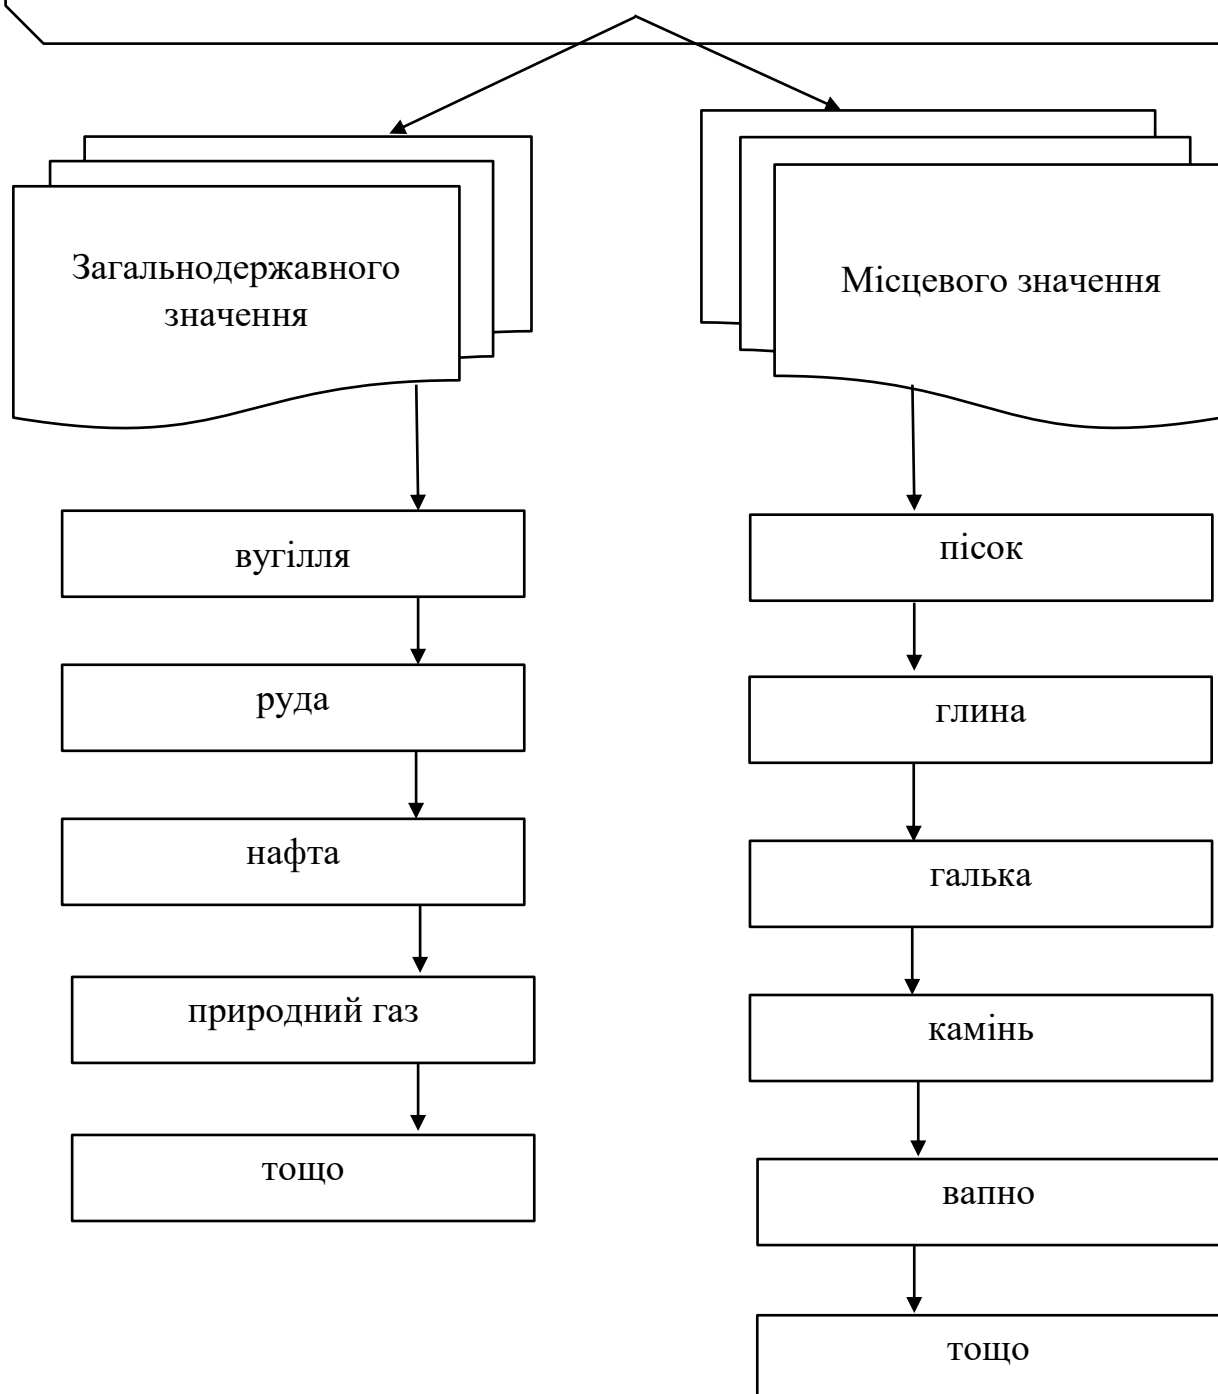 Загальнодержавного
значення
вугілля
руда
нафта
природний газ
тощо
Місцевого значення
пісок
глина
галька
камінь
вапно
тощо